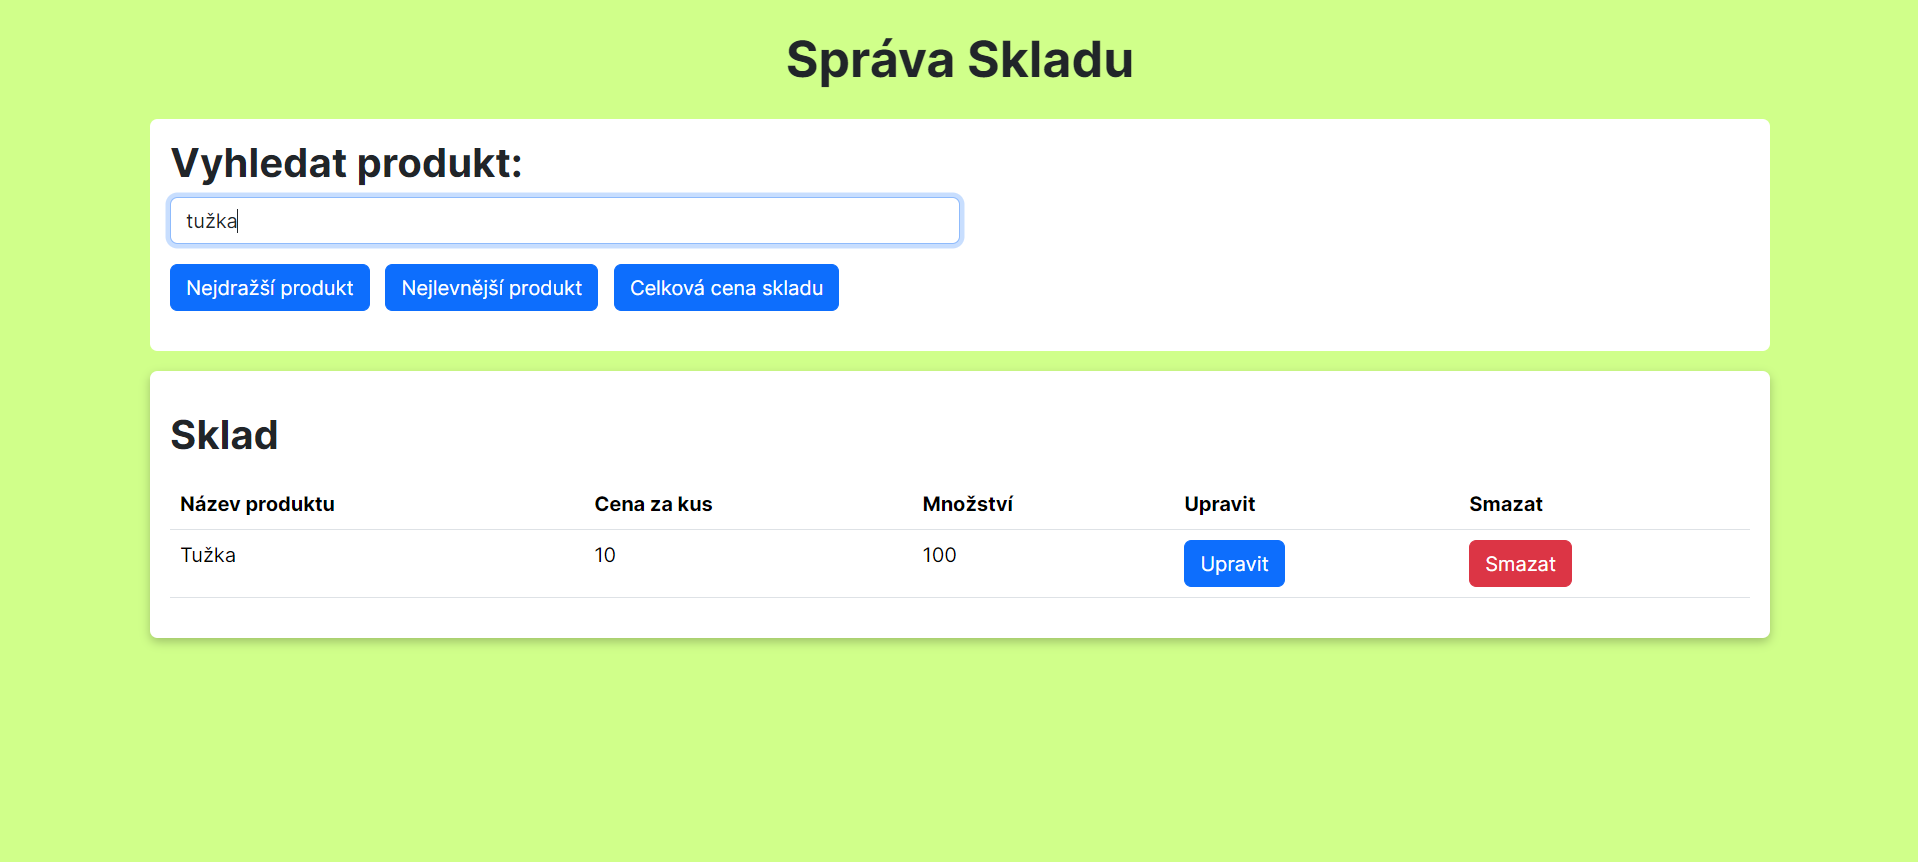 Správa Skladu
Vyhledat produkt:
tužka
Nejdražší produkt Nejlevnější produkt Celková cena skladu
Sklad
Název produktu Cena za kus Množství Upravit Smazat
Tužka 10 100 Upravit Smazat